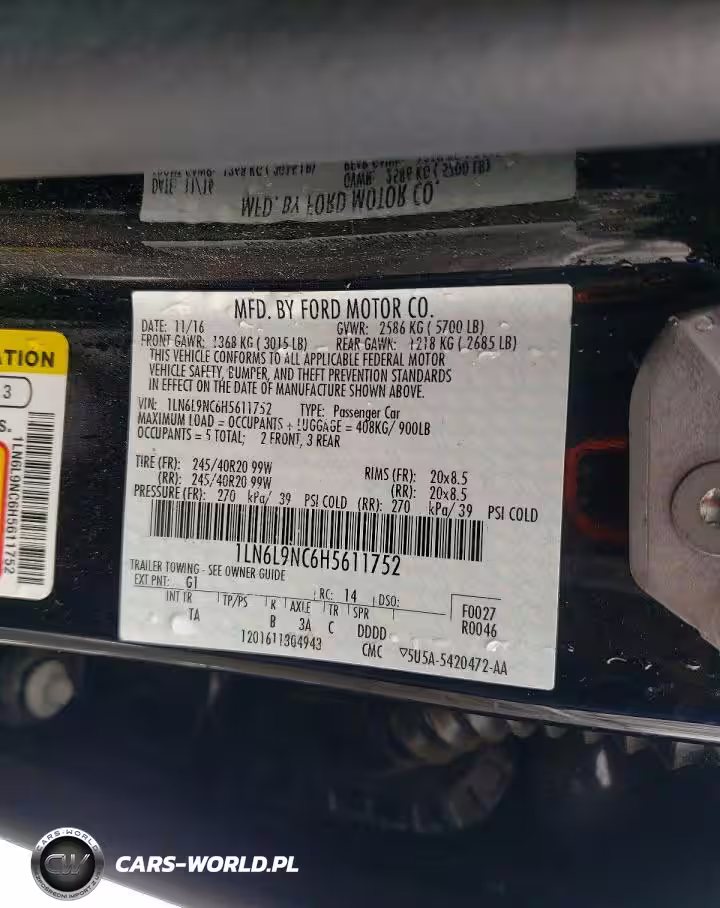 MFD. BY FORD MOTOR CO.
DATE: 11/16 GVWR: 2586 KG ( 5700 LB)
FRONT GAWR: 1368 KG ( 3015 LB) REAR GAWR: 1218 KG ( 2685 LB)
THIS VEHICLE CONFORMS TO ALL APPLICABLE FEDERAL MOTOR
VEHICLE SAFETY, BUMPER, AND THEFT PREVENTION STANDARDS
IN EFFECT ON THE DATE OF MANUFACTURE SHOWN ABOVE.
VIN: 1LN6L9NC6H5611752 TYPE: Passenger Car
MAXIMUM LOAD = OCCUPANTS + LUGGAGE = 408KG/ 900LB
OCCUPANTS = 5 TOTAL; 2 FRONT, 3 REAR
TIRE (FR): 245/40R20 99W RIMS (FR): 20x8.5
(RR): 245/40R20 99W (RR): 20x8.5
PRESSURE (FR): 270 kPa/ 39 PSI COLD (RR): 270 kPa/ 39 PSI COLD
1LN6L9NC6H5611752
TRAILER TOWING - SEE OWNER GUIDE
EXT PNT: G1 RC: 14 DSO: F0027
INT TR TP/PS R AXLE TR SPR R0046
TA B 3A C DDDD
1201611304943 CMC ▽5U5A-5420472-AA
ATION
3
S.
1LN6L9NC6H5611752
CARS-WORLD
CW
CARS-WORLD.PL